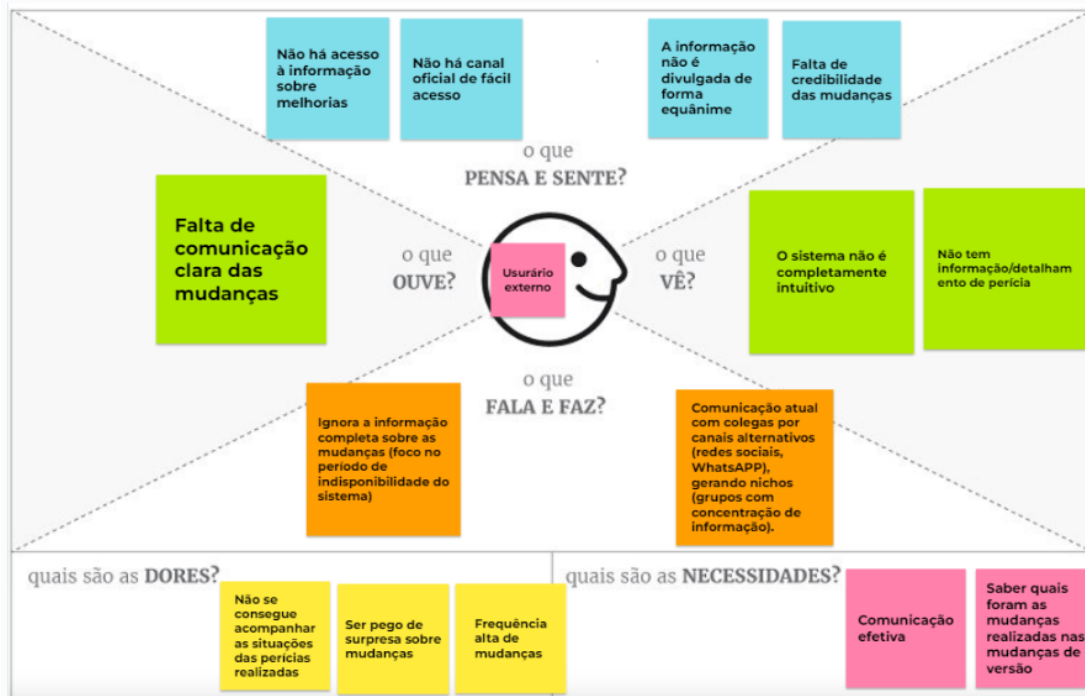 Não há acesso
à informação
sobre
melhorias
Não há canal
oficial de fácil
acesso
A informação
não é
divulgada de
forma
equânime
Falta de
credibilidade
das mudanças
o que
PENSA E SENTE?
Falta de
comunicação
clara das
mudanças
o que
OUVE?
Usurário
externo
o que
VÊ?
O sistema não é
completamente
intuitivo
Não tem
informação/detalham
ento de perícia
o que
FALA E FAZ?
Ignora a informação
completa sobre as
mudanças (foco no
período de
indisponibilidade do
sistema)
Comunicação atual
com colegas por
canais alternativos
(redes sociais,
WhatsAPP),
gerando nichos
(grupos com
concentração de
informação).
quais são as DORES?
Não se
consegue
acompanhar
as situações
das perícias
realizadas
Ser pego de
surpresa sobre
mudanças
Frequência
alta de
mudanças
quais são as NECESSIDADES?
Comunicação
efetiva
Saber quais
foram as
mudanças
realizadas nas
mudanças de
versão